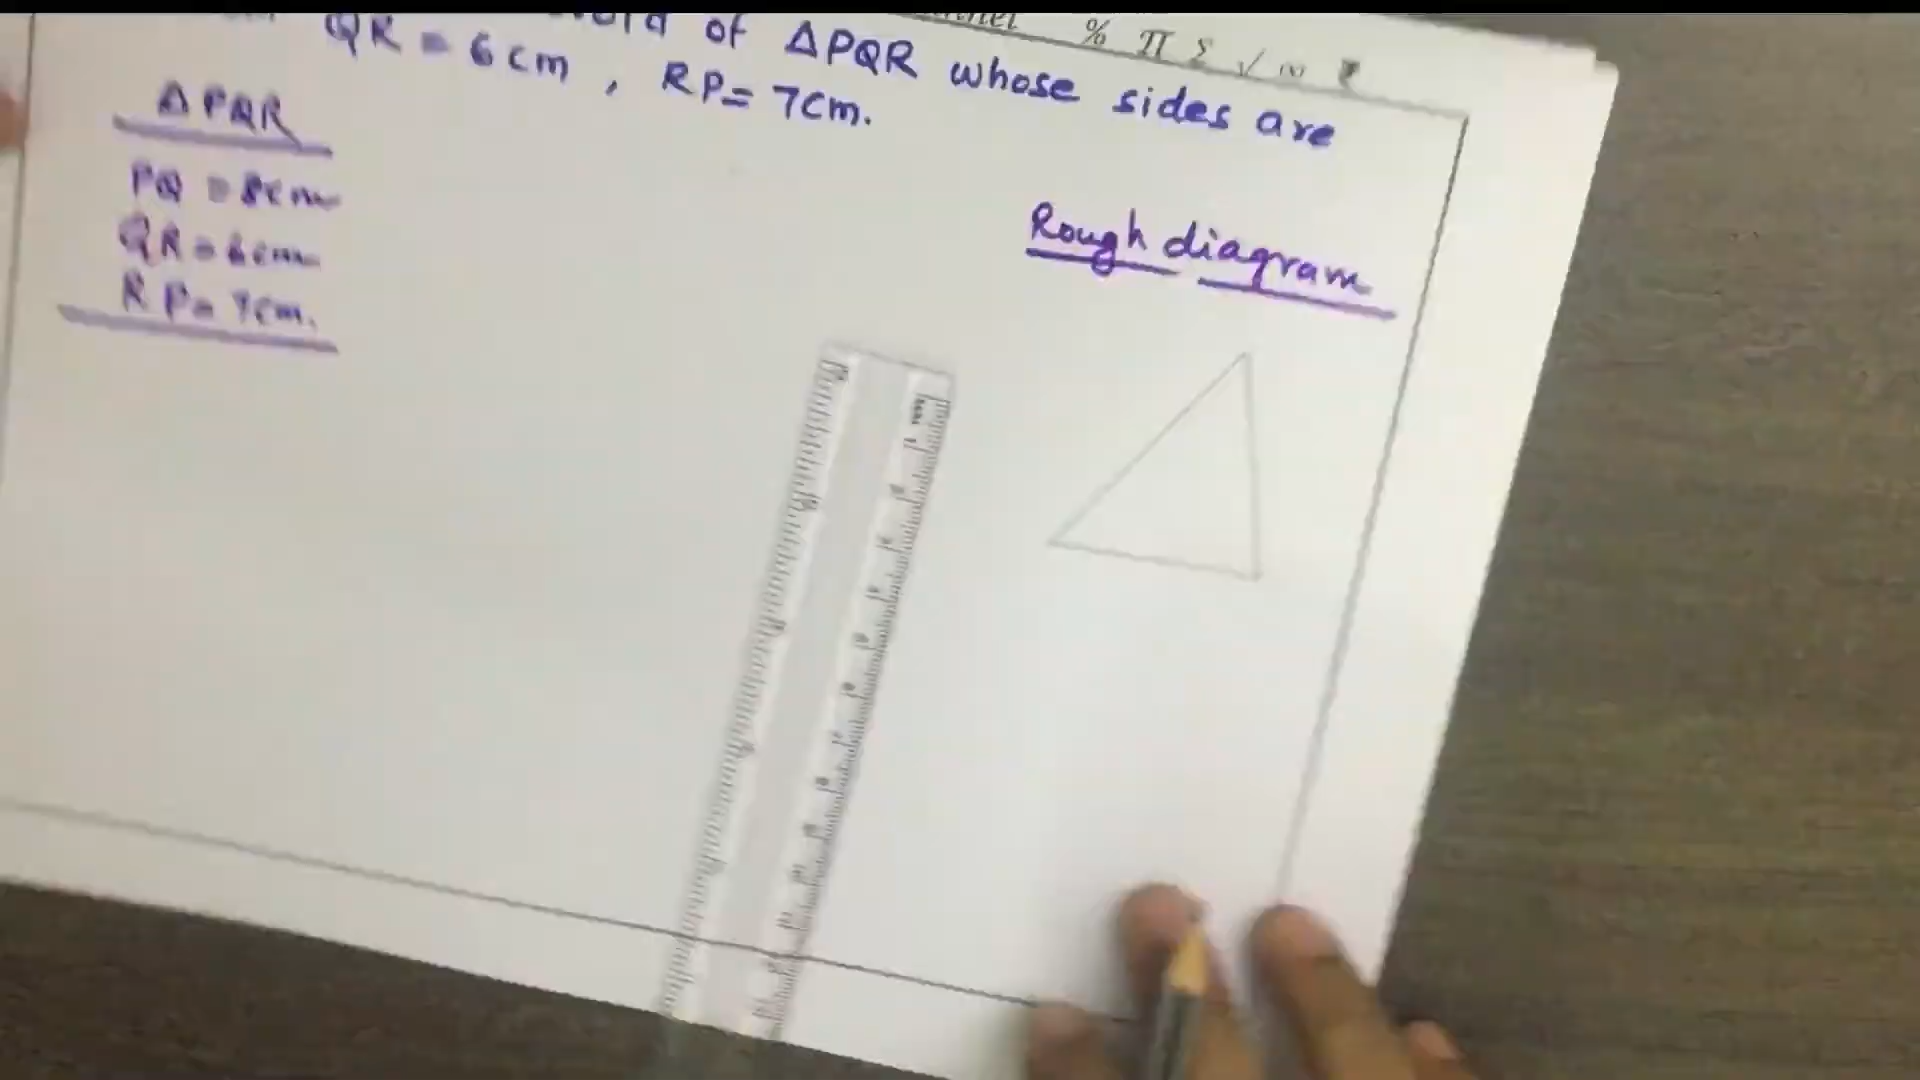 % Π Σ √ ∞ ₹
of ΔPQR whose sides are
QR = 6cm, RP = 7cm.
ΔPQR
PQ = 8cm
QR = 6cm
RP = 7cm.
Rough diagram